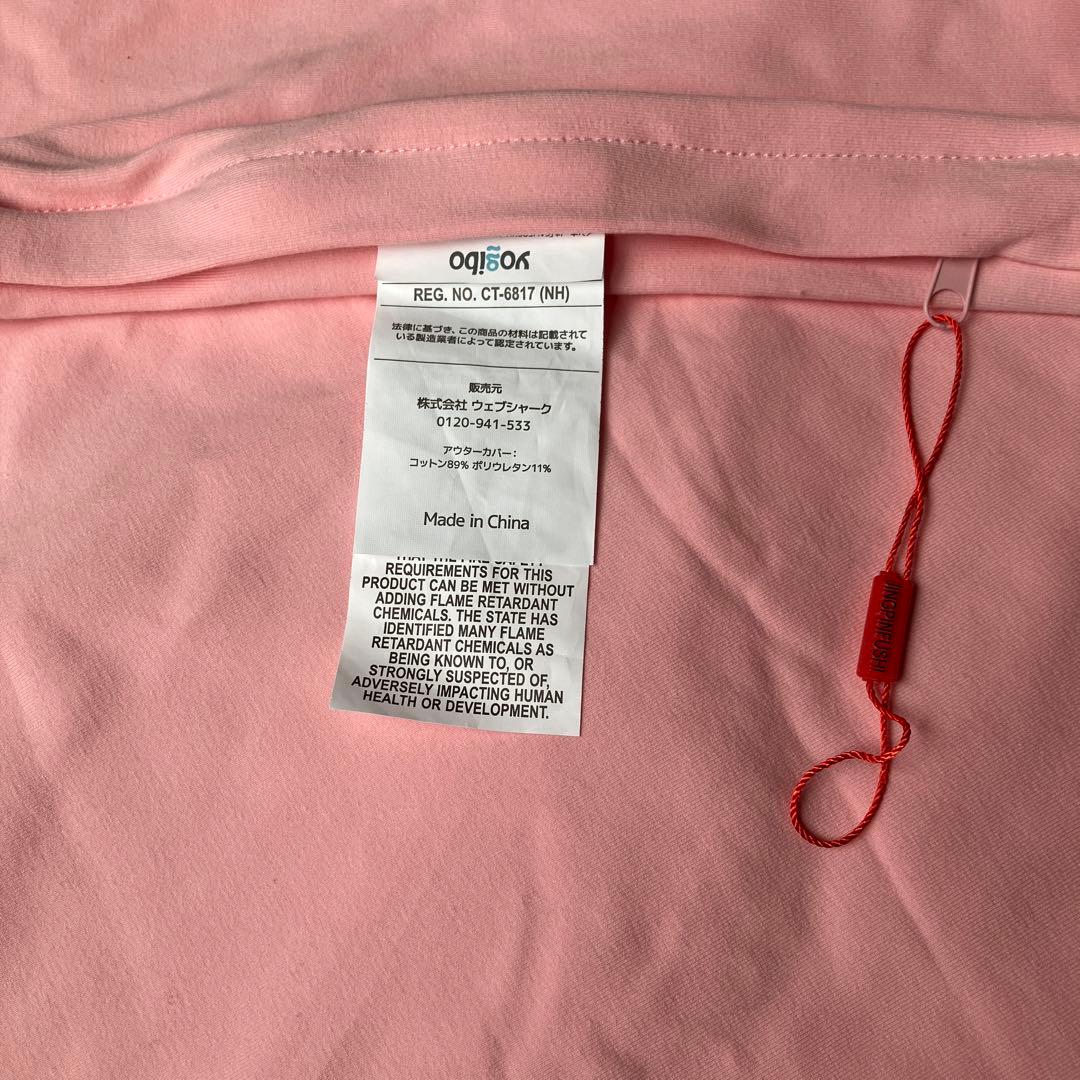 yogibo
REG. NO. CT-6817 (NH)
法律に基づき、この商品の材料は記載されて
いる製造業者によって認定されています。
販売元
株式会社 ウェブシャーク
0120-941-533
アウターカバー:
コットン89% ポリウレタン11%
Made in China
THAT THE FIRE SAFETY
REQUIREMENTS FOR THIS
PRODUCT CAN BE MET WITHOUT
ADDING FLAME RETARDANT
CHEMICALS. THE STATE HAS
IDENTIFIED MANY FLAME
RETARDANT CHEMICALS AS
BEING KNOWN TO, OR
STRONGLY SUSPECTED OF,
ADVERSELY IMPACTING HUMAN
HEALTH OR DEVELOPMENT.
JINGPINFUSHI